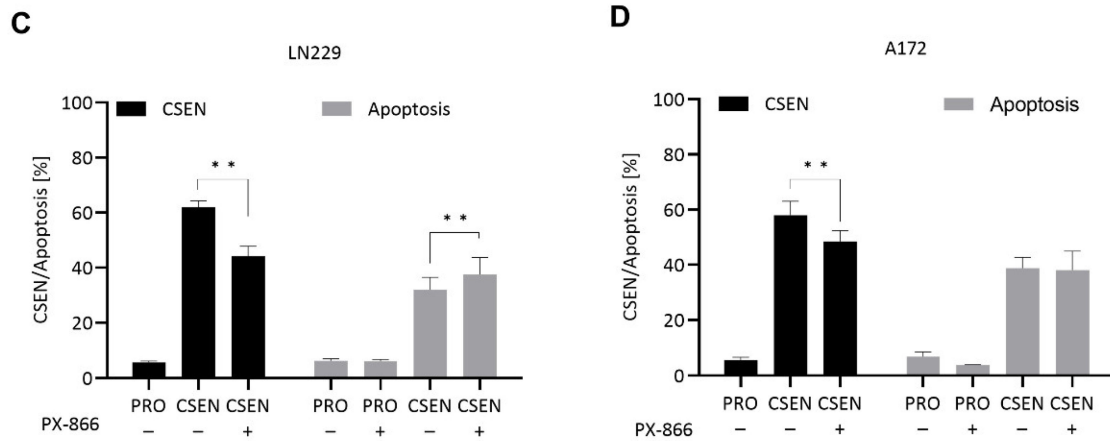 C
LN229
CSEN Apoptosis
CSEN/Apoptosis [%]
100
80
60
40
20
0
* *
* *
PRO CSEN CSEN PRO PRO CSEN CSEN
PX-866 – – + – + – +
D
A172
CSEN Apoptosis
CSEN/Apoptosis [%]
100
80
60
40
20
0
* *
PRO CSEN CSEN PRO PRO CSEN CSEN
PX-866 – – + – + – +